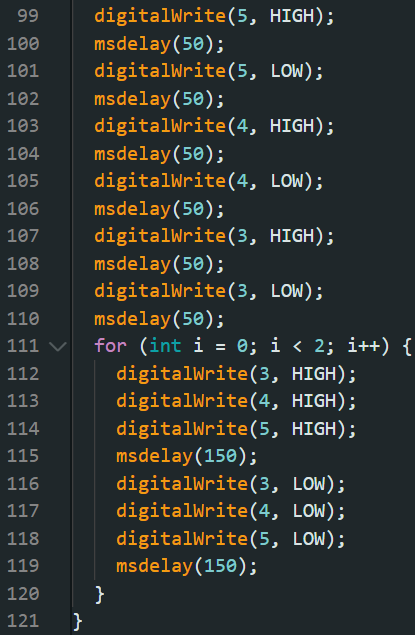 99 digitalWrite(5, HIGH);
100 msdelay(50);
101 digitalWrite(5, LOW);
102 msdelay(50);
103 digitalWrite(4, HIGH);
104 msdelay(50);
105 digitalWrite(4, LOW);
106 msdelay(50);
107 digitalWrite(3, HIGH);
108 msdelay(50);
109 digitalWrite(3, LOW);
110 msdelay(50);
111 for (int i = 0; i < 2; i++) {
112 digitalWrite(3, HIGH);
113 digitalWrite(4, HIGH);
114 digitalWrite(5, HIGH);
115 msdelay(150);
116 digitalWrite(3, LOW);
117 digitalWrite(4, LOW);
118 digitalWrite(5, LOW);
119 msdelay(150);
120 }
121 }